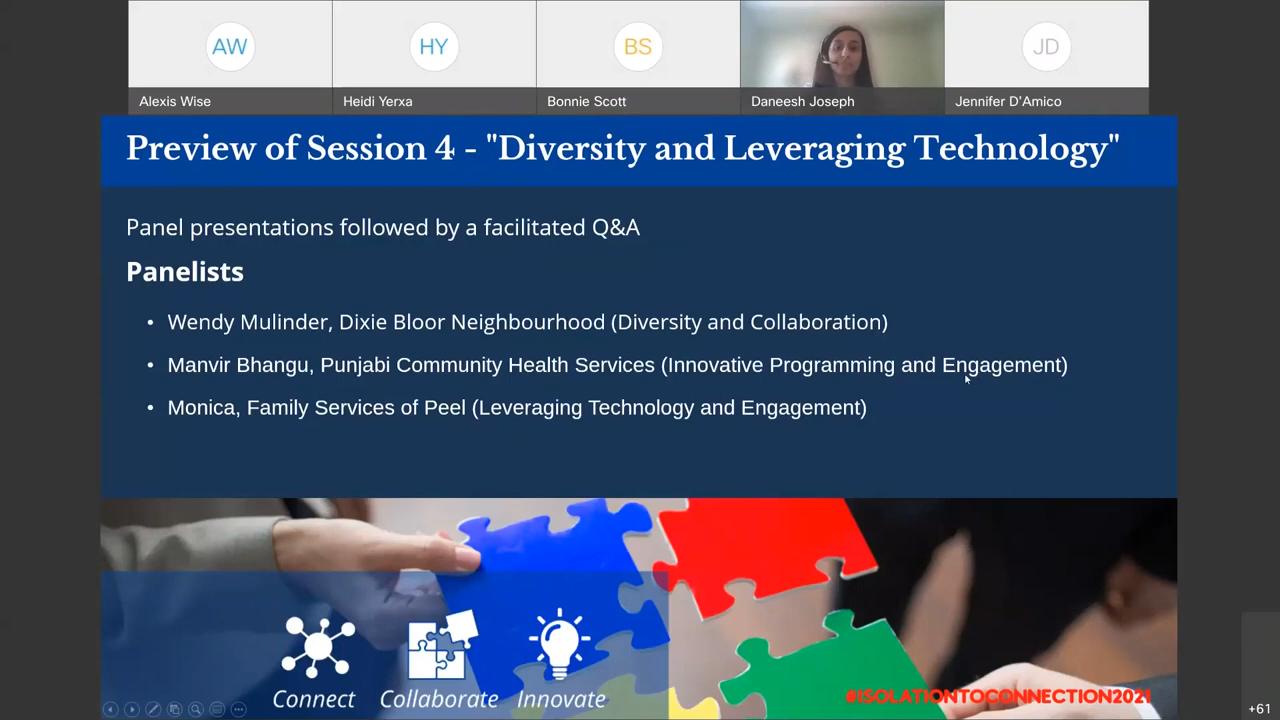 AW
HY
BS
JD
Alexis Wise
Heidi Yerxa
Bonnie Scott
Daneesh Joseph
Jennifer D'Amico
Preview of Session 4 - "Diversity and Leveraging Technology"
Panel presentations followed by a facilitated Q&A
Panelists
• Wendy Mulinder, Dixie Bloor Neighbourhood (Diversity and Collaboration)
• Manvir Bhangu, Punjabi Community Health Services (Innovative Programming and Engagement)
• Monica, Family Services of Peel (Leveraging Technology and Engagement)
Connect
Collaborate
Innovate
#ISOLATIONTOCONNECTION2021
+61